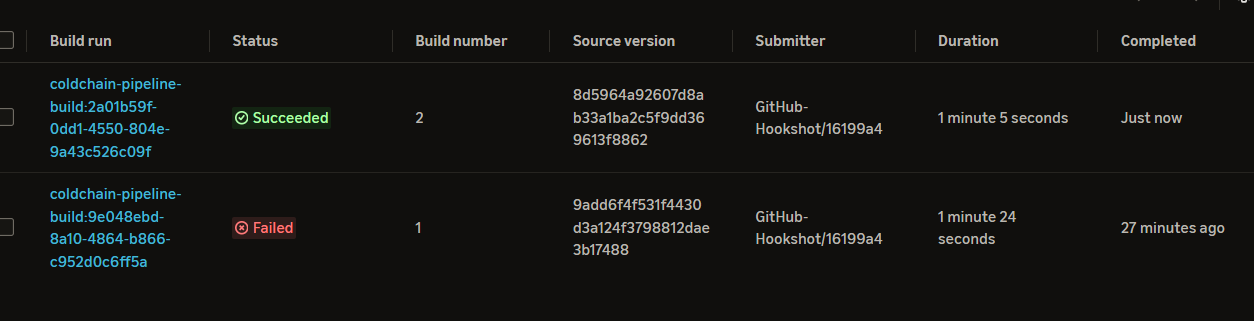 Build run Status Build number Source version Submitter Duration Completed
coldchain-pipeline-
build:2a01b59f-
0dd1-4550-804e-
9a43c526c09f
Succeeded
2
8d5964a92607d8a
b33a1ba2c5f9dd36
9613f8862
GitHub-
Hookshot/16199a4
1 minute 5 seconds
Just now
coldchain-pipeline-
build:9e048ebd-
8a10-4864-b866-
c952d0c6ff5a
Failed
1
9add6f4f531f4430
d3a124f3798812dae
3b17488
GitHub-
Hookshot/16199a4
1 minute 24
seconds
27 minutes ago